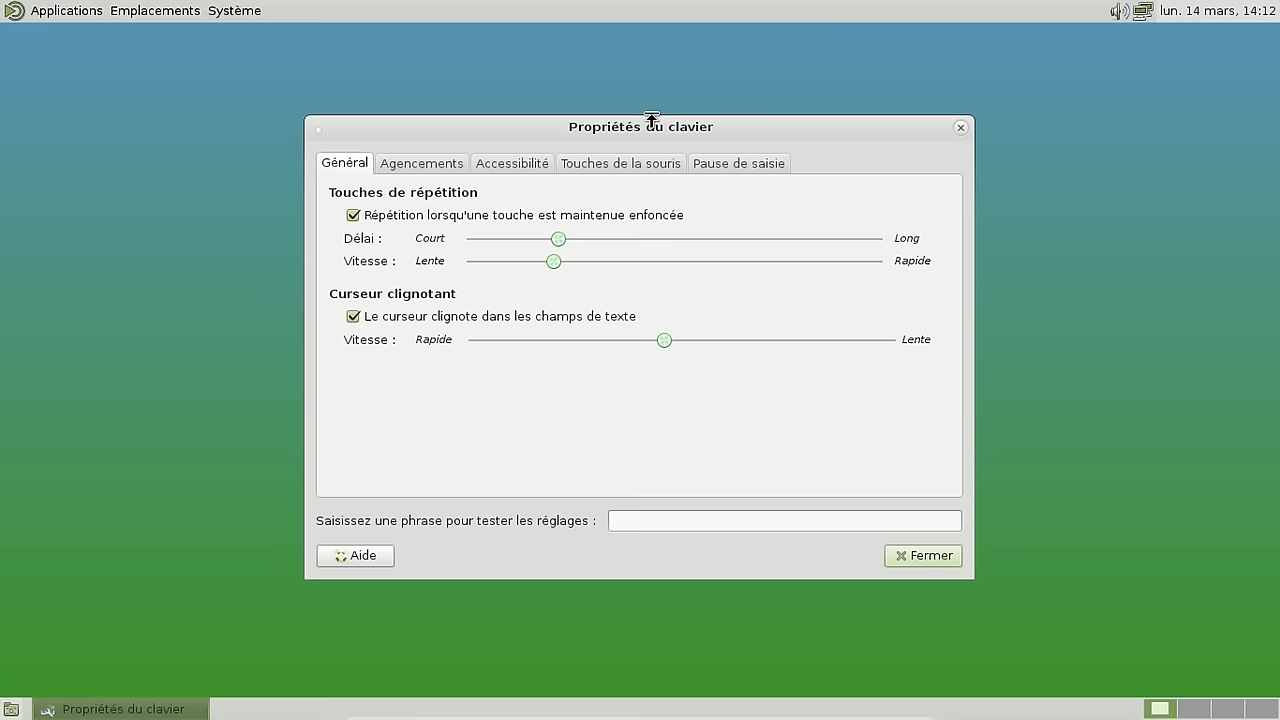 Applications Emplacements Système lun. 14 mars, 14:12
Propriétés du clavier
Général Agencements Accessibilité Touches de la souris Pause de saisie
Touches de répétition
Répétition lorsqu'une touche est maintenue enfoncée
Délai : Court Long
Vitesse : Lente Rapide
Curseur clignotant
Le curseur clignote dans les champs de texte
Vitesse : Rapide Lente
Saisissez une phrase pour tester les réglages :
Aide Fermer
Propriétés du clavier